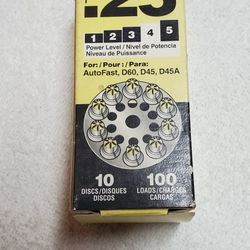 .25
1 2 3 4 5
Power Level / Nivel de Potencia
Niveau de Puissance
For: / Pour : / Para:
AutoFast, D60, D45, D45A
10 100
DISCS/DISQUES LOADS/CHARGES
DISCOS CARGAS